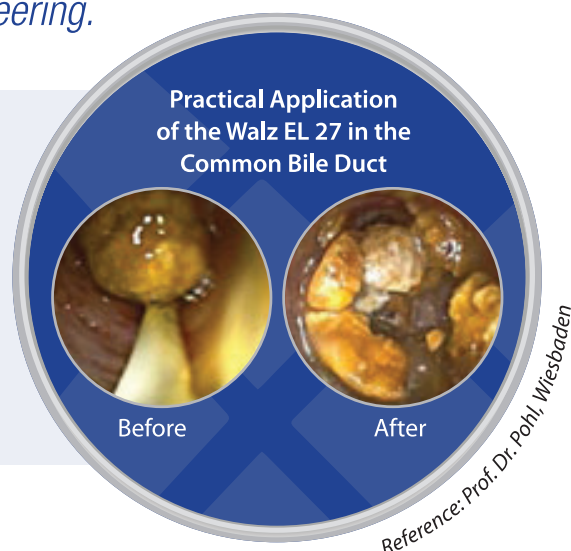 eering.
Practical Application
of the Walz EL 27 in the
Common Bile Duct
Before
After
Reference: Prof. Dr. Pohl, Wiesbaden